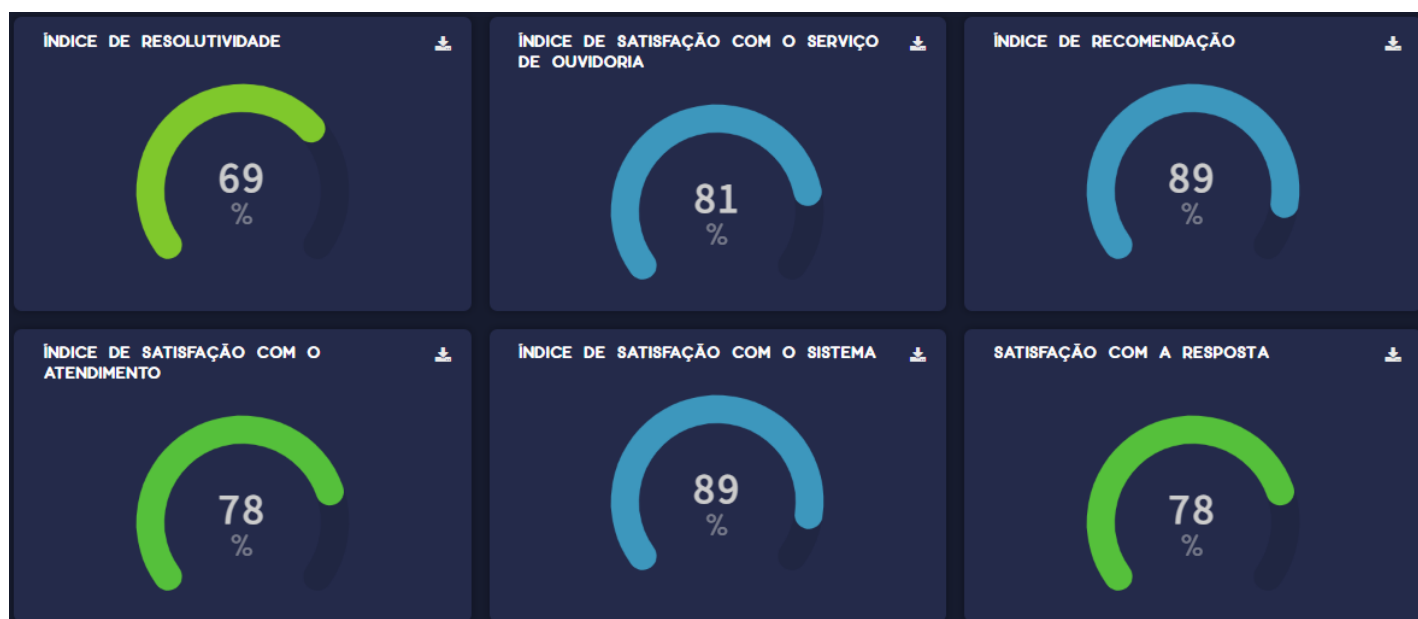 ÍNDICE DE RESOLUTIVIDADE
69
%
ÍNDICE DE SATISFAÇÃO COM O SERVIÇO
DE OUVIDORIA
81
%
ÍNDICE DE RECOMENDAÇÃO
89
%
ÍNDICE DE SATISFAÇÃO COM O
ATENDIMENTO
78
%
ÍNDICE DE SATISFAÇÃO COM O SISTEMA
89
%
SATISFAÇÃO COM A RESPOSTA
78
%